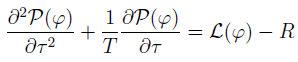 ∂²𝒫(φ)/∂τ² + 1/T ∂𝒫(φ)/∂τ = ℒ(φ) − R